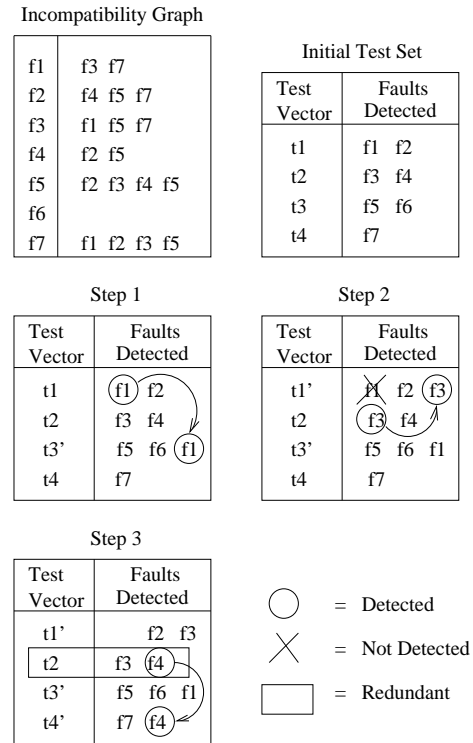 Incompatibility Graph
f1 f3 f7
f2 f4 f5 f7
f3 f1 f5 f7
f4 f2 f5
f5 f2 f3 f4 f5
f6
f7 f1 f2 f3 f5
Initial Test Set
Test Vector Faults Detected
t1 f1 f2
t2 f3 f4
t3 f5 f6
t4 f7
Step 1
Test Vector Faults Detected
t1 f1 f2
t2 f3 f4
t3' f5 f6 f1
t4 f7
Step 2
Test Vector Faults Detected
t1' f1 f2 f3
t2 f3 f4
t3' f5 f6 f1
t4 f7
Step 3
Test Vector Faults Detected
t1' f2 f3
t2 f3 f4
t3' f5 f6 f1
t4' f7 f4
= Detected
= Not Detected
= Redundant